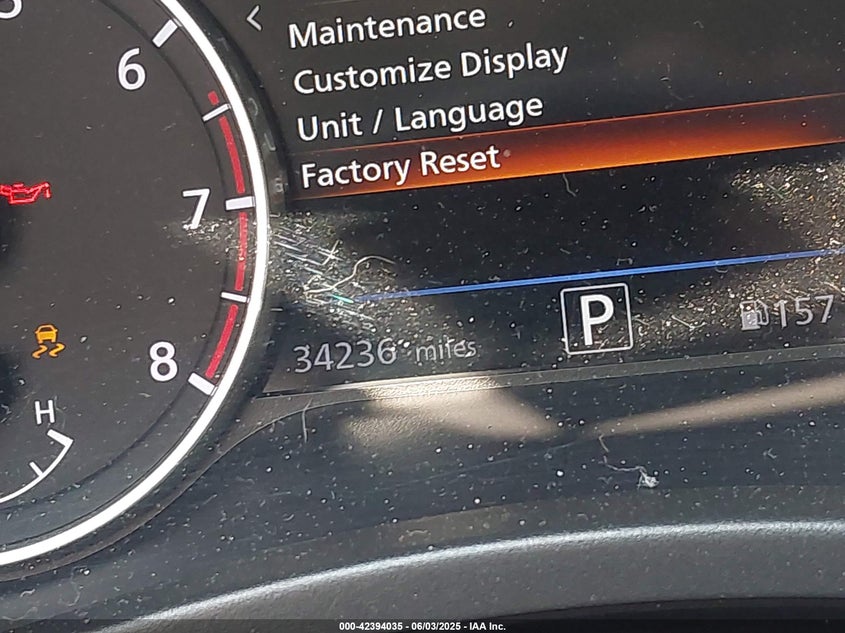 Maintenance
Customize Display
Unit / Language
Factory Reset
6
7
8
H
34236 miles
P
157
000-42394035 - 06/03/2025 - IAA Inc.